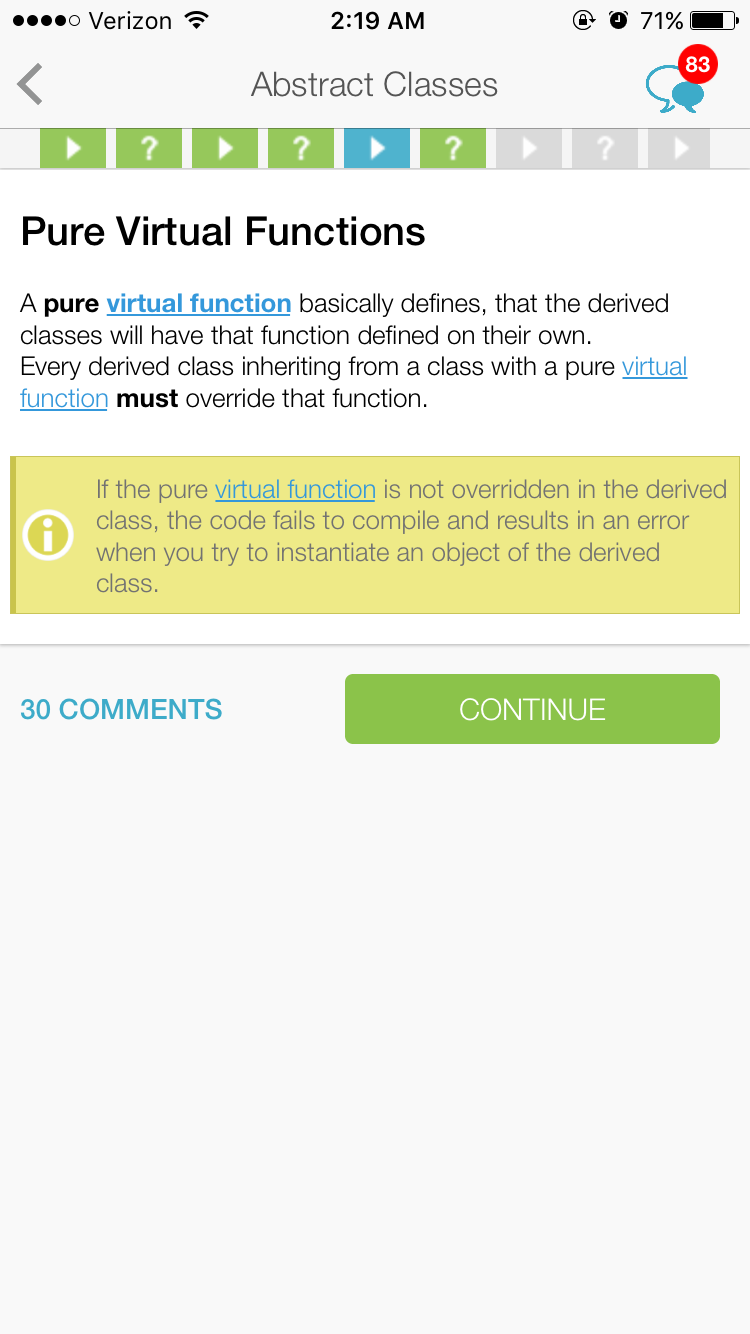 Verizon 2:19 AM 71%
Abstract Classes 83
? ? ? ?
Pure Virtual Functions
A pure virtual function basically defines, that the derived
classes will have that function defined on their own.
Every derived class inheriting from a class with a pure virtual
function must override that function.
If the pure virtual function is not overridden in the derived
class, the code fails to compile and results in an error
when you try to instantiate an object of the derived
class.
30 COMMENTS CONTINUE